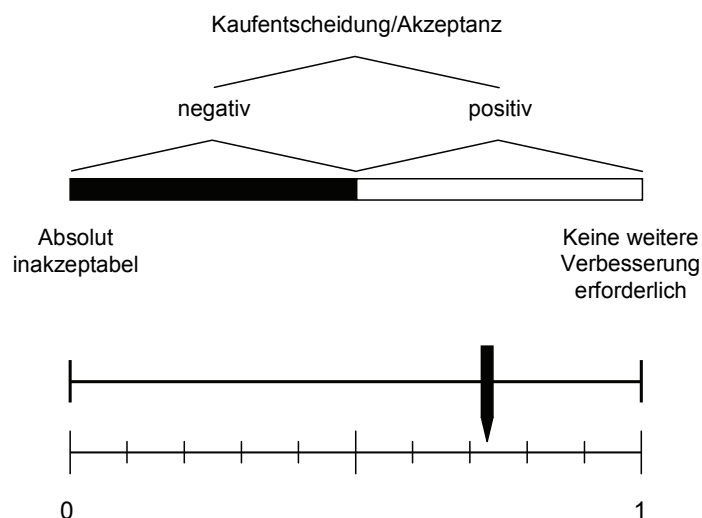 Kaufentscheidung/Akzeptanz
negativ
positiv
Absolut
inakzeptabel
Keine weitere
Verbesserung
erforderlich
0
1